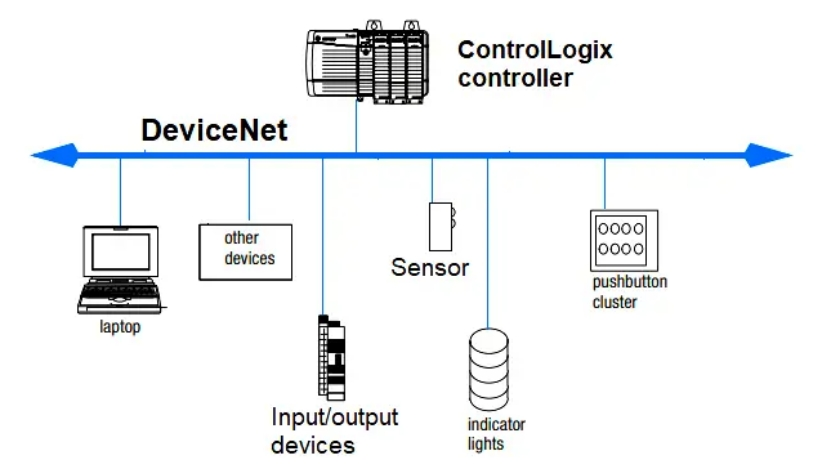 ControlLogix
controller
DeviceNet
other
devices
Sensor
pushbutton
cluster
laptop
Input/output
devices
indicator
lights